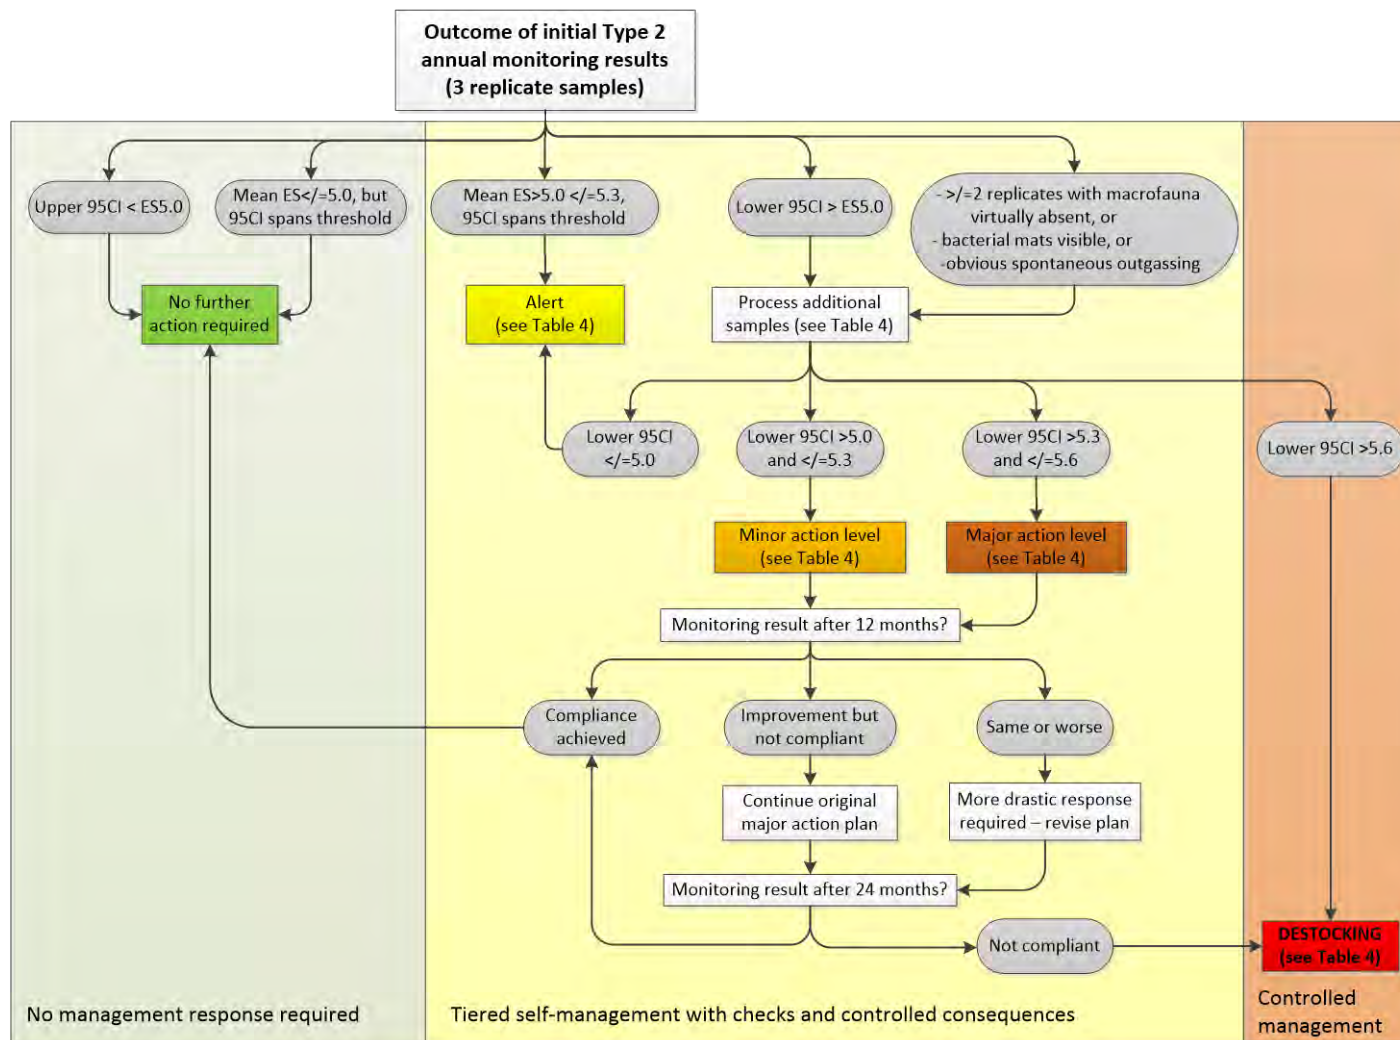 Outcome of initial Type 2
annual monitoring results
(3 replicate samples)
Upper 95CI < ES5.0
Mean ES</=5.0, but
95CI spans threshold
Mean ES>5.0 </=5.3,
95CI spans threshold
Lower 95CI > ES5.0
- >/=2 replicates with macrofauna
virtually absent, or
- bacterial mats visible, or
-obvious spontaneous outgassing
No further
action required
Alert
(see Table 4)
Process additional
samples (see Table 4)
Lower 95CI
</=5.0
Lower 95CI >5.0
and </=5.3
Lower 95CI >5.3
and </=5.6
Lower 95CI >5.6
Minor action level
(see Table 4)
Major action level
(see Table 4)
Monitoring result after 12 months?
Compliance
achieved
Improvement but
not compliant
Same or worse
Continue original
major action plan
More drastic response
required – revise plan
Monitoring result after 24 months?
Not compliant
DESTOCKING
(see Table 4)
No management response required
Tiered self-management with checks and controlled consequences
Controlled
management